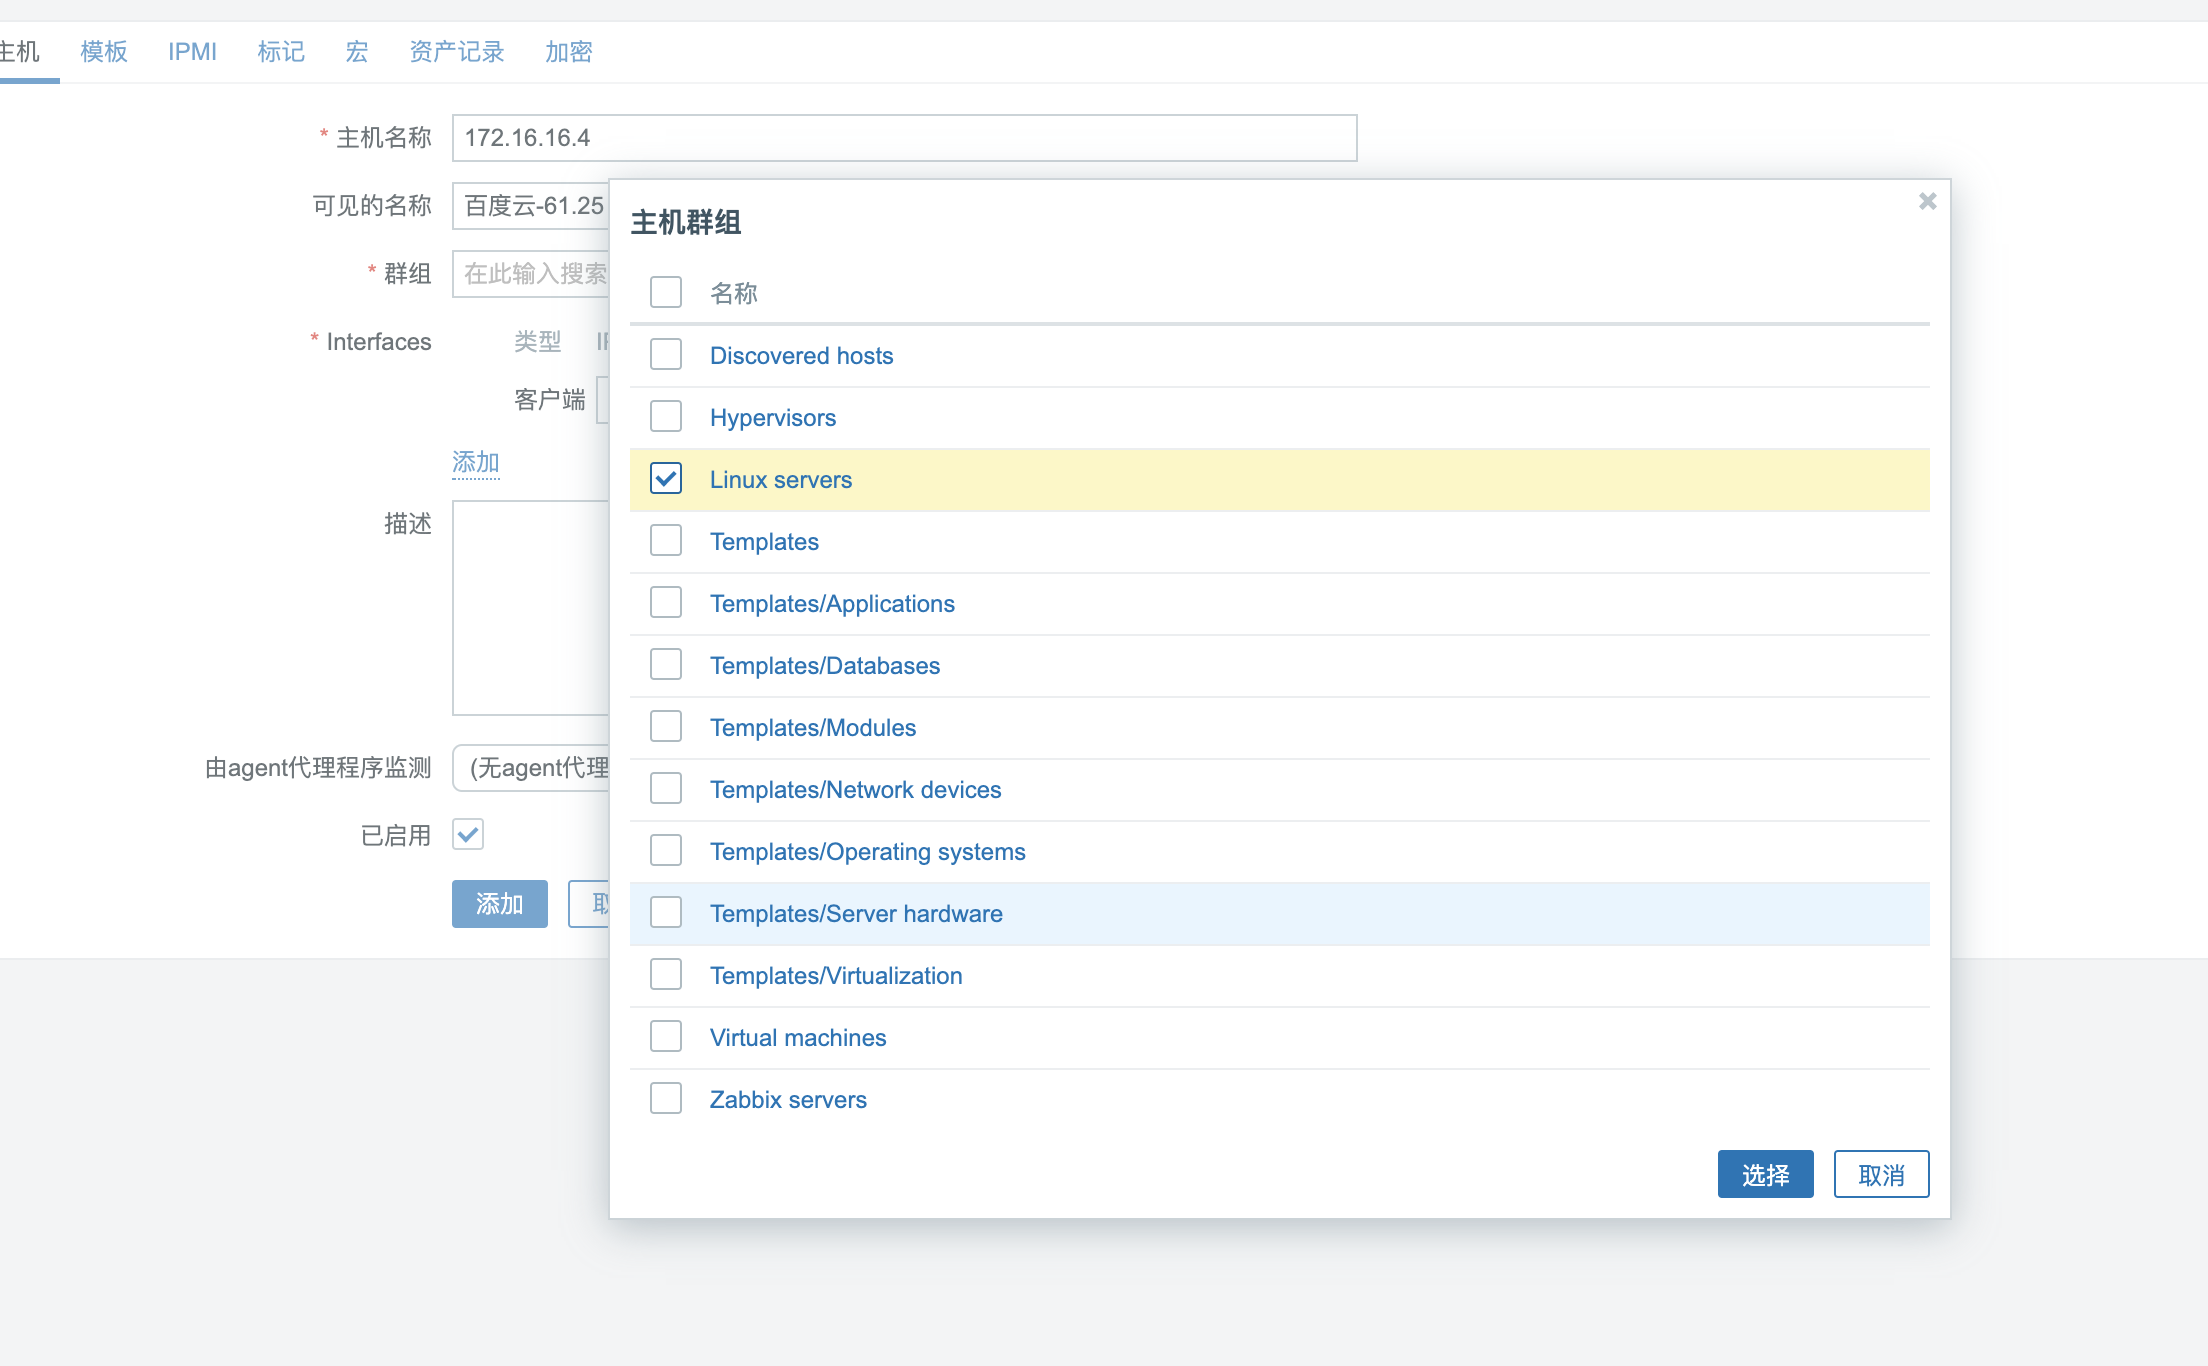 主机 模板 IPMI 标记 宏 资产记录 加密
* 主机名称 172.16.16.4
可见的名称 百度云-61.25
* 群组 在此输入搜索
* Interfaces 类型
客户端
添加
描述
由agent代理程序监测 (无agent代理
已启用
添加
主机群组
名称
Discovered hosts
Hypervisors
Linux servers
Templates
Templates/Applications
Templates/Databases
Templates/Modules
Templates/Network devices
Templates/Operating systems
Templates/Server hardware
Templates/Virtualization
Virtual machines
Zabbix servers
选择 取消